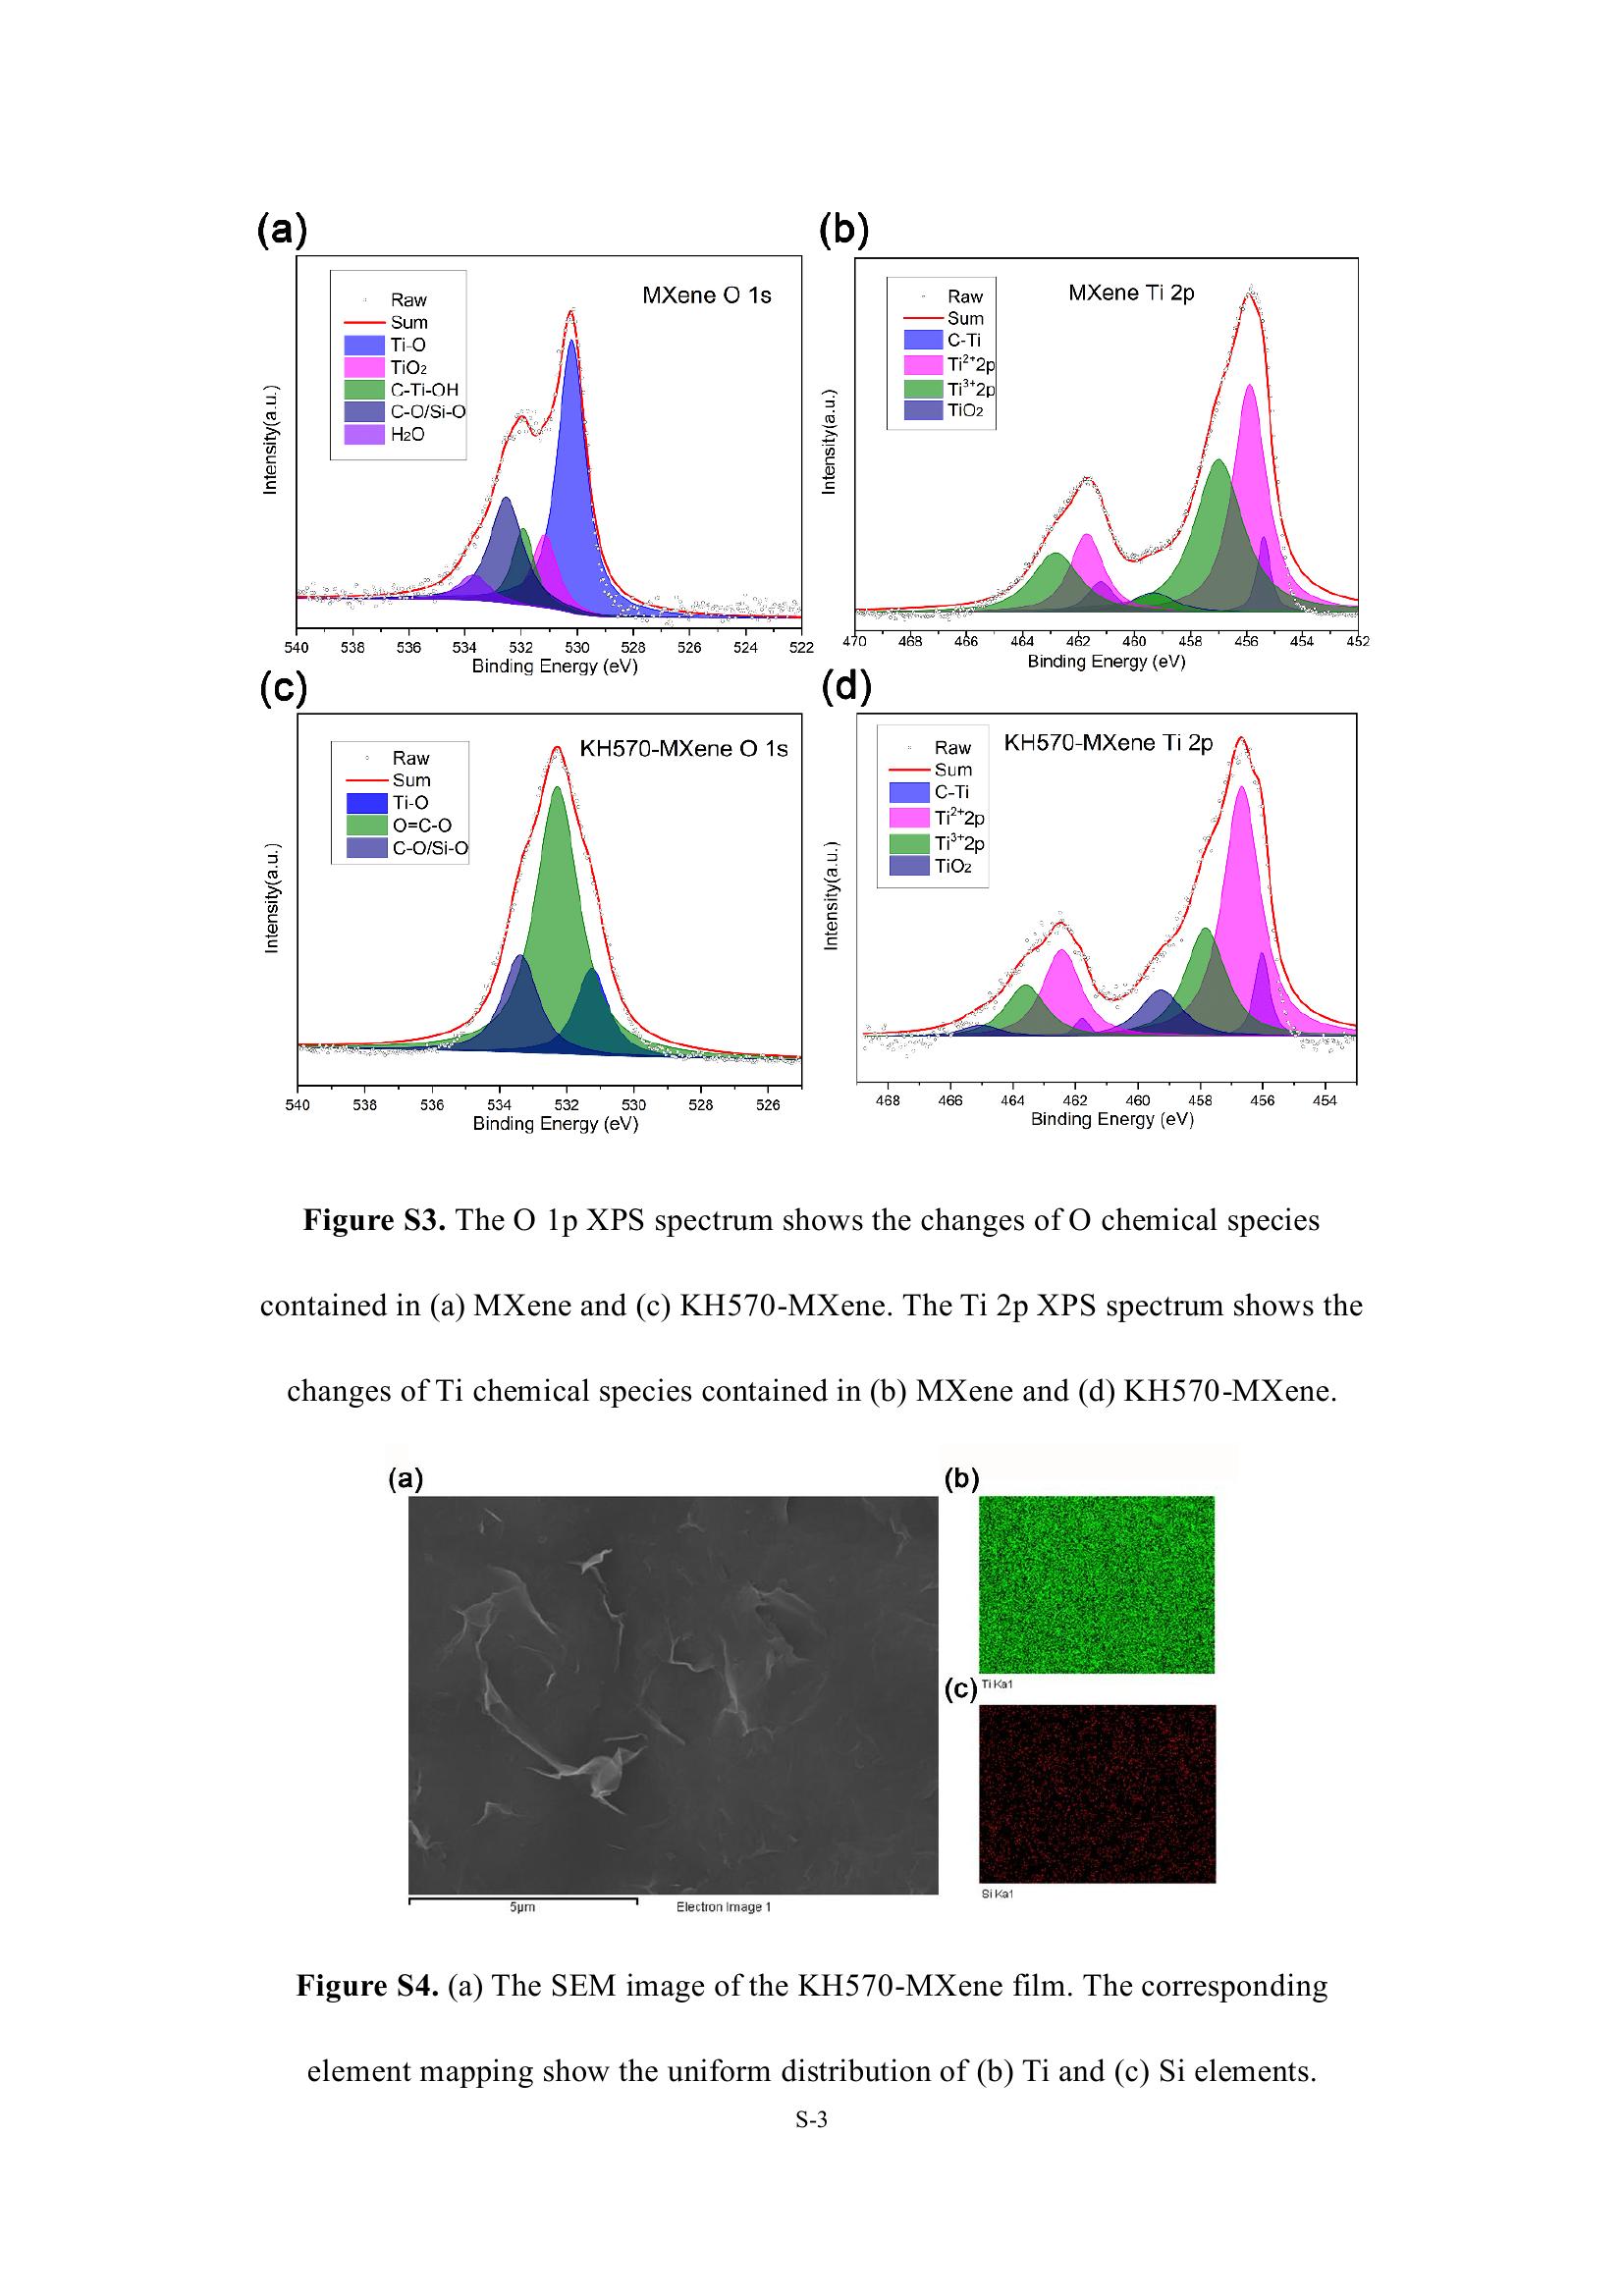 (a)
MXene O 1s
Raw
Sum
Ti-O
TiO2
C-Ti-OH
C-O/Si-O
H2O
Intensity(a.u.)
540 538 536 534 532 530 528 526 524 522
Binding Energy (eV)
(b)
MXene Ti 2p
Raw
Sum
C-Ti
Ti2+2p
Ti3+2p
TiO2
Intensity(a.u.)
470 468 466 464 462 460 458 456 454 452
Binding Energy (eV)
(c)
KH570-MXene O 1s
Raw
Sum
Ti-O
O=C-O
C-O/Si-O
Intensity(a.u.)
540 538 536 534 532 530 528 526
Binding Energy (eV)
(d)
KH570-MXene Ti 2p
Raw
Sum
C-Ti
Ti2+2p
Ti3+2p
TiO2
Intensity(a.u.)
468 466 464 462 460 458 456 454
Binding Energy (eV)
Figure S3. The O 1p XPS spectrum shows the changes of O chemical species
contained in (a) MXene and (c) KH570-MXene. The Ti 2p XPS spectrum shows the
changes of Ti chemical species contained in (b) MXene and (d) KH570-MXene.
(a)
5μm
Electron Image 1
(b)
Ti Ka1
(c)
Si Ka1
Figure S4. (a) The SEM image of the KH570-MXene film. The corresponding
element mapping show the uniform distribution of (b) Ti and (c) Si elements.
S-3